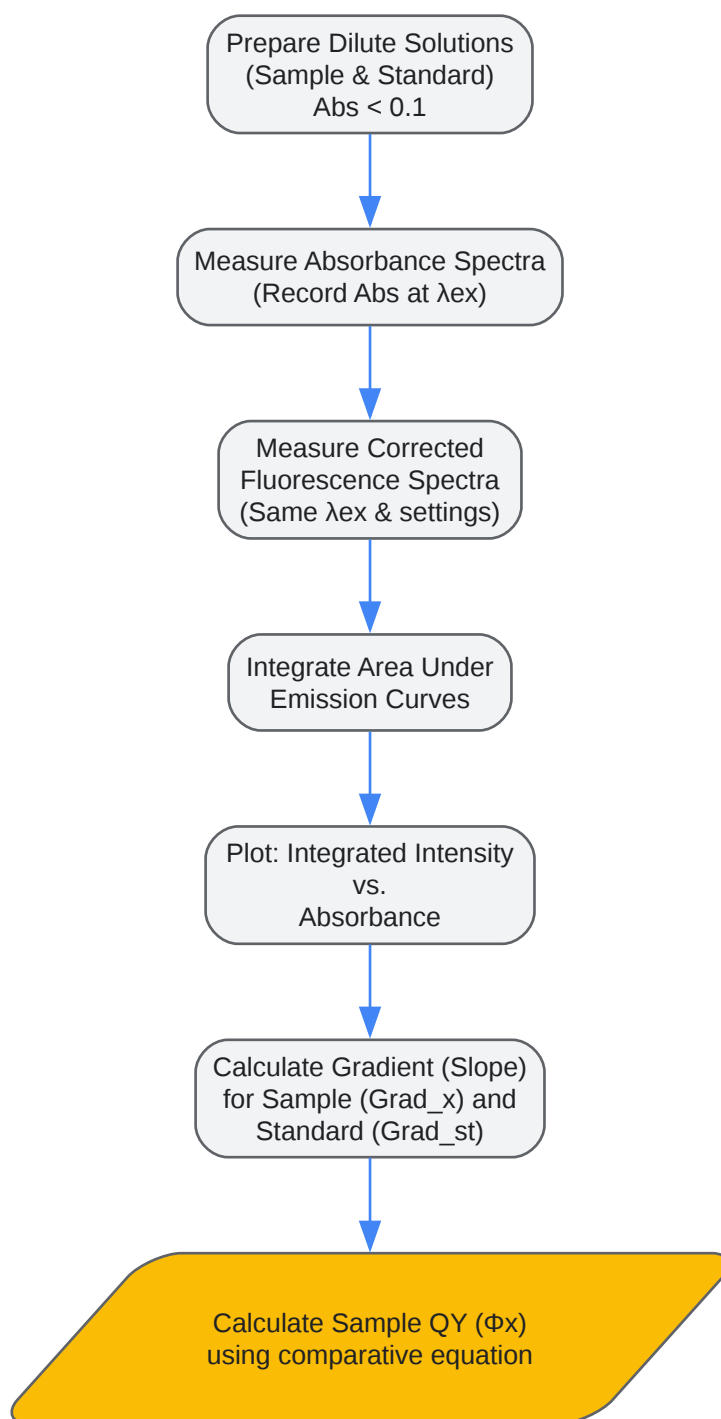 Prepare Dilute Solutions
(Sample & Standard)
Abs < 0.1
Measure Absorbance Spectra
(Record Abs at λex)
Measure Corrected
Fluorescence Spectra
(Same λex & settings)
Integrate Area Under
Emission Curves
Plot: Integrated Intensity
vs.
Absorbance
Calculate Gradient (Slope)
for Sample (Grad_x) and
Standard (Grad_st)
Calculate Sample QY (Φx)
using comparative equation